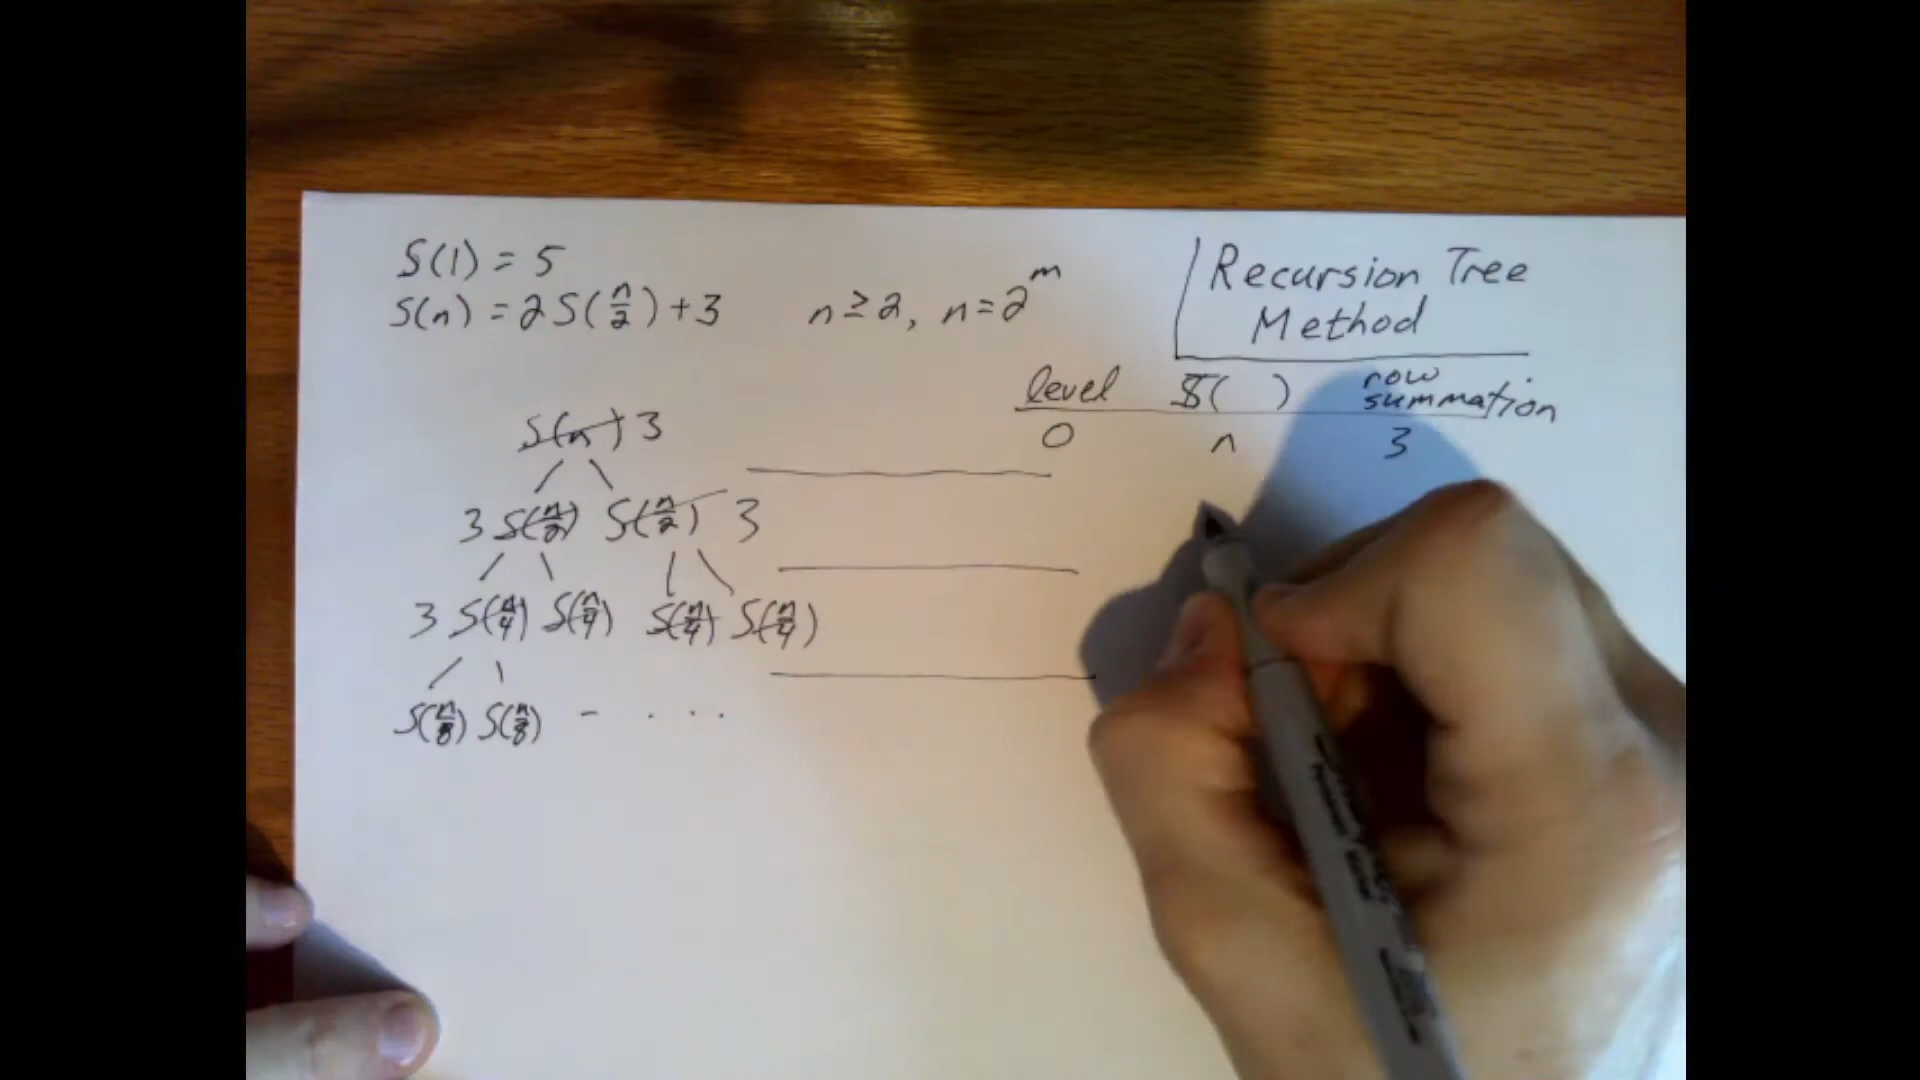 S(1) = 5
S(n) = 2S(n/2) + 3   n ≥ 2, n = 2^m
Recursion Tree
Method
level   S( )   row summation
0   n   3
S(n) 3
3 S(n/2) S(n/2) 3
3 S(n/4) S(n/4) S(n/4) S(n/4)
S(n/8) S(n/8) - . . .